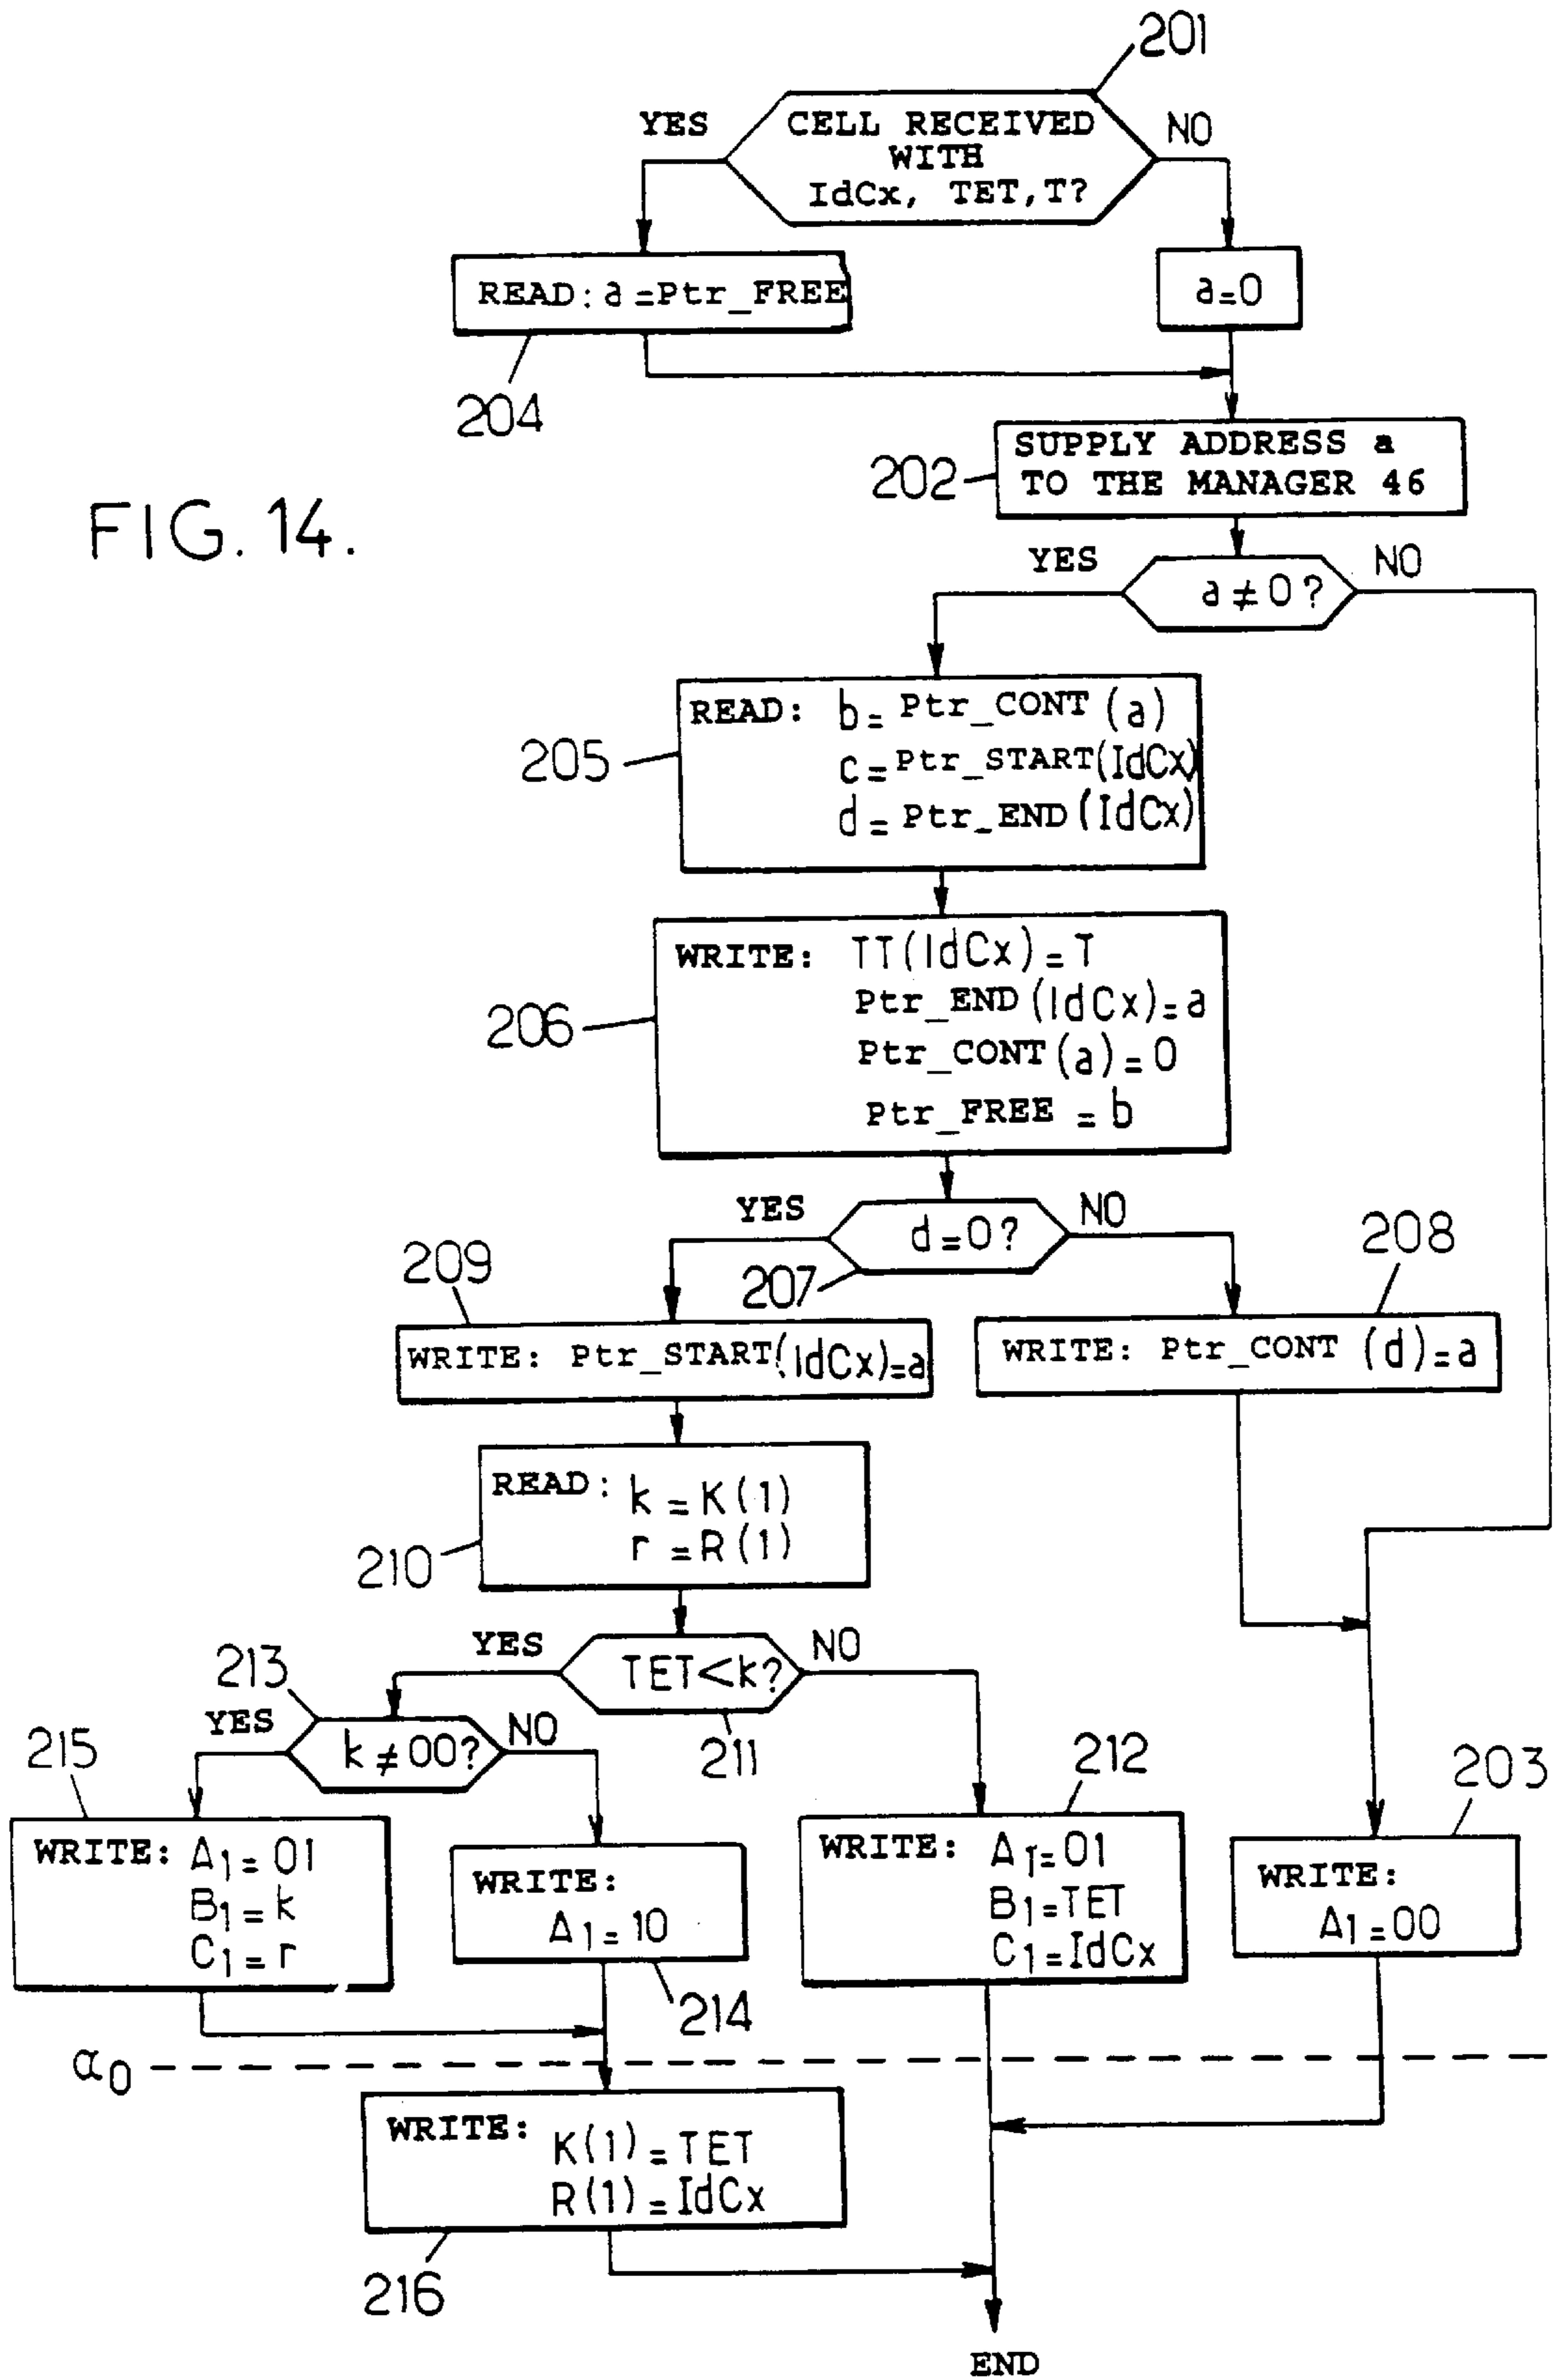 201
YES
CELL RECEIVED
WITH
IdCx, TET, T?
NO
READ: a = Ptr_FREE
a=0
204
202
SUPPLY ADDRESS a
TO THE MANAGER 46
FIG. 14.
YES
a ≠ 0?
NO
205
READ: b = Ptr_CONT (a)
c = Ptr_START (IdCx)
d = Ptr_END (IdCx)
206
WRITE: TT(IdCx) = T
Ptr_END (IdCx) = a
Ptr_CONT (a) = 0
Ptr_FREE = b
YES
d=0?
NO
207
208
209
WRITE: Ptr_START (IdCx) = a
WRITE: Ptr_CONT (d) = a
210
READ: k = K(1)
r = R(1)
YES
TET<k?
NO
211
213
YES
k ≠ 00?
NO
215
212
203
WRITE: Δ1 = 01
B1 = k
C1 = r
WRITE:
Δ1 = 10
214
WRITE: Δ1 = 01
B1 = TET
C1 = IdCx
WRITE:
Δ1 = 00
α0
WRITE: K(1) = TET
R(1) = IdCx
216
END